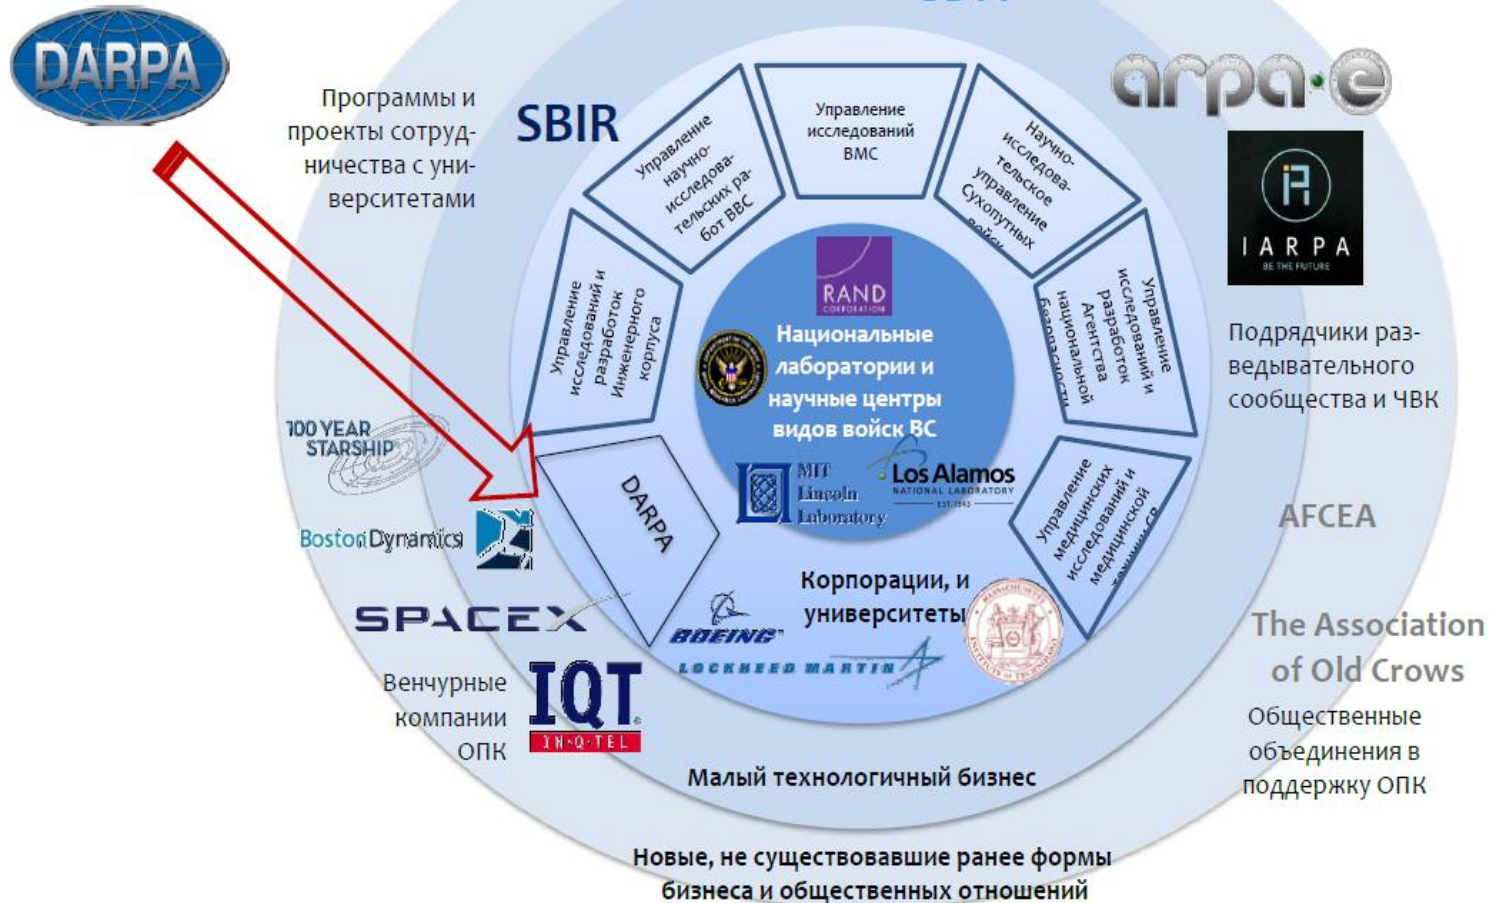 DARPA
Программы и
проекты сотруд-
ничества с уни-
верситетами
SBIR
Управление
научно-
исследова-
тельских ра-
бот ВВС
Управление
исследований
ВМС
Научно-
исследова-
тельское
управление
Сухопутных
войск
arpa·e
IARPA
BE THE FUTURE
Управление
исследований и
разработок
Инженерного
корпуса
RAND
CORPORATION
Национальные
лаборатории и
научные центры
видов войск ВС
MIT
Lincoln
Laboratory
Los Alamos
NATIONAL LABORATORY
EST. 1943
Управление
исследований и
разработок
Агентства
национальной
безопасности
Подрядчики раз-
ведывательного
сообщества и ЧВК
100 YEAR
STARSHIP
Boston Dynamics
DARPA
Управление
медицинских
исследований и
медицинской
AFCEA
SPACEX
Корпорации, и
университеты
BOEING
LOCKHEED MARTIN
The Association
of Old Crows
Венчурные
компании
ОПК
IQT
IN·Q·TEL
Общественные
объединения в
поддержку ОПК
Малый технологичный бизнес
Новые, не существовавшие ранее формы
бизнеса и общественных отношений